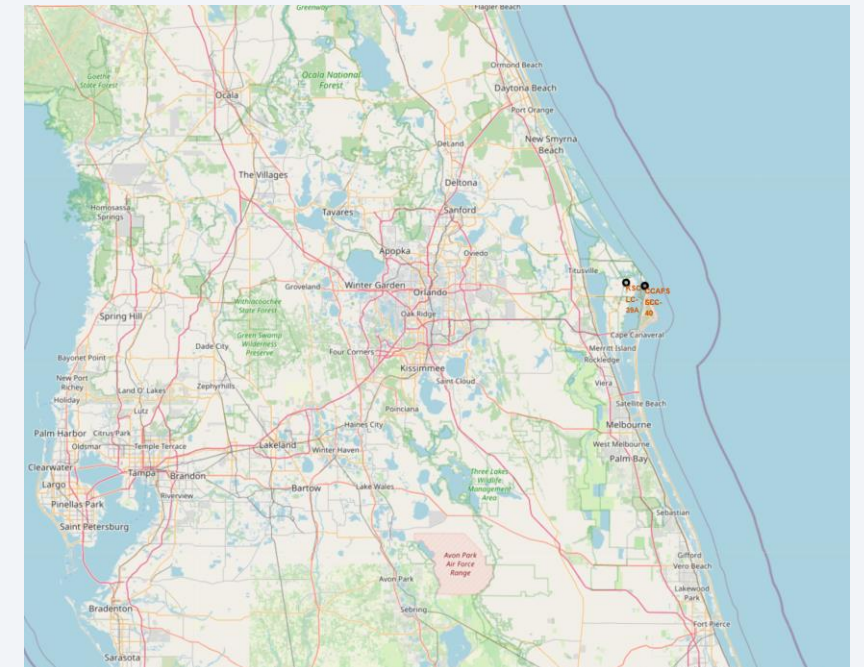 Greenway
Flagler Beach
Goethe
State Forest
Ocala National
Forest
Ormond Beach
Daytona Beach
Ocala
Port Orange
New Smyrna
Beach
DeLand
The Villages
Deltona
Homosassa
Springs
Tavares
Sanford
Apopka
Oviedo
Titusville
Groveland
Winter Garden
Orlando
KSC
LC-
39A
CCAFS
SCC-
40
Withlacoochee
State Forest
Oak Ridge
Spring Hill
Green Swamp
Wilderness
Preserve
Cape Canaveral
Dade City
Four Corners
Merritt Island
Rockledge
Bayonet Point
Kissimmee
New Port
Richey
Land O' Lakes
Zephyrhills
Saint Cloud
Viera
Holiday
Lutz
Poinciana
Satellite Beach
Haines City
Melbourne
Palm Harbor
Citrus Park
Oldsmar
Temple Terrace
Lakeland
Winter Haven
West Melbourne
Palm Bay
Clearwater
Tampa
Brandon
Three Lakes
Wildlife
Management
Area
Largo
Riverview
Bartow
Lake Wales
Pinellas Park
Saint Petersburg
Sebastian
Avon Park
Air Force
Range
Gifford
Vero Beach
Avon Park
Lakewood
Park
Bradenton
Sebring
Fort Pierce
Sarasota